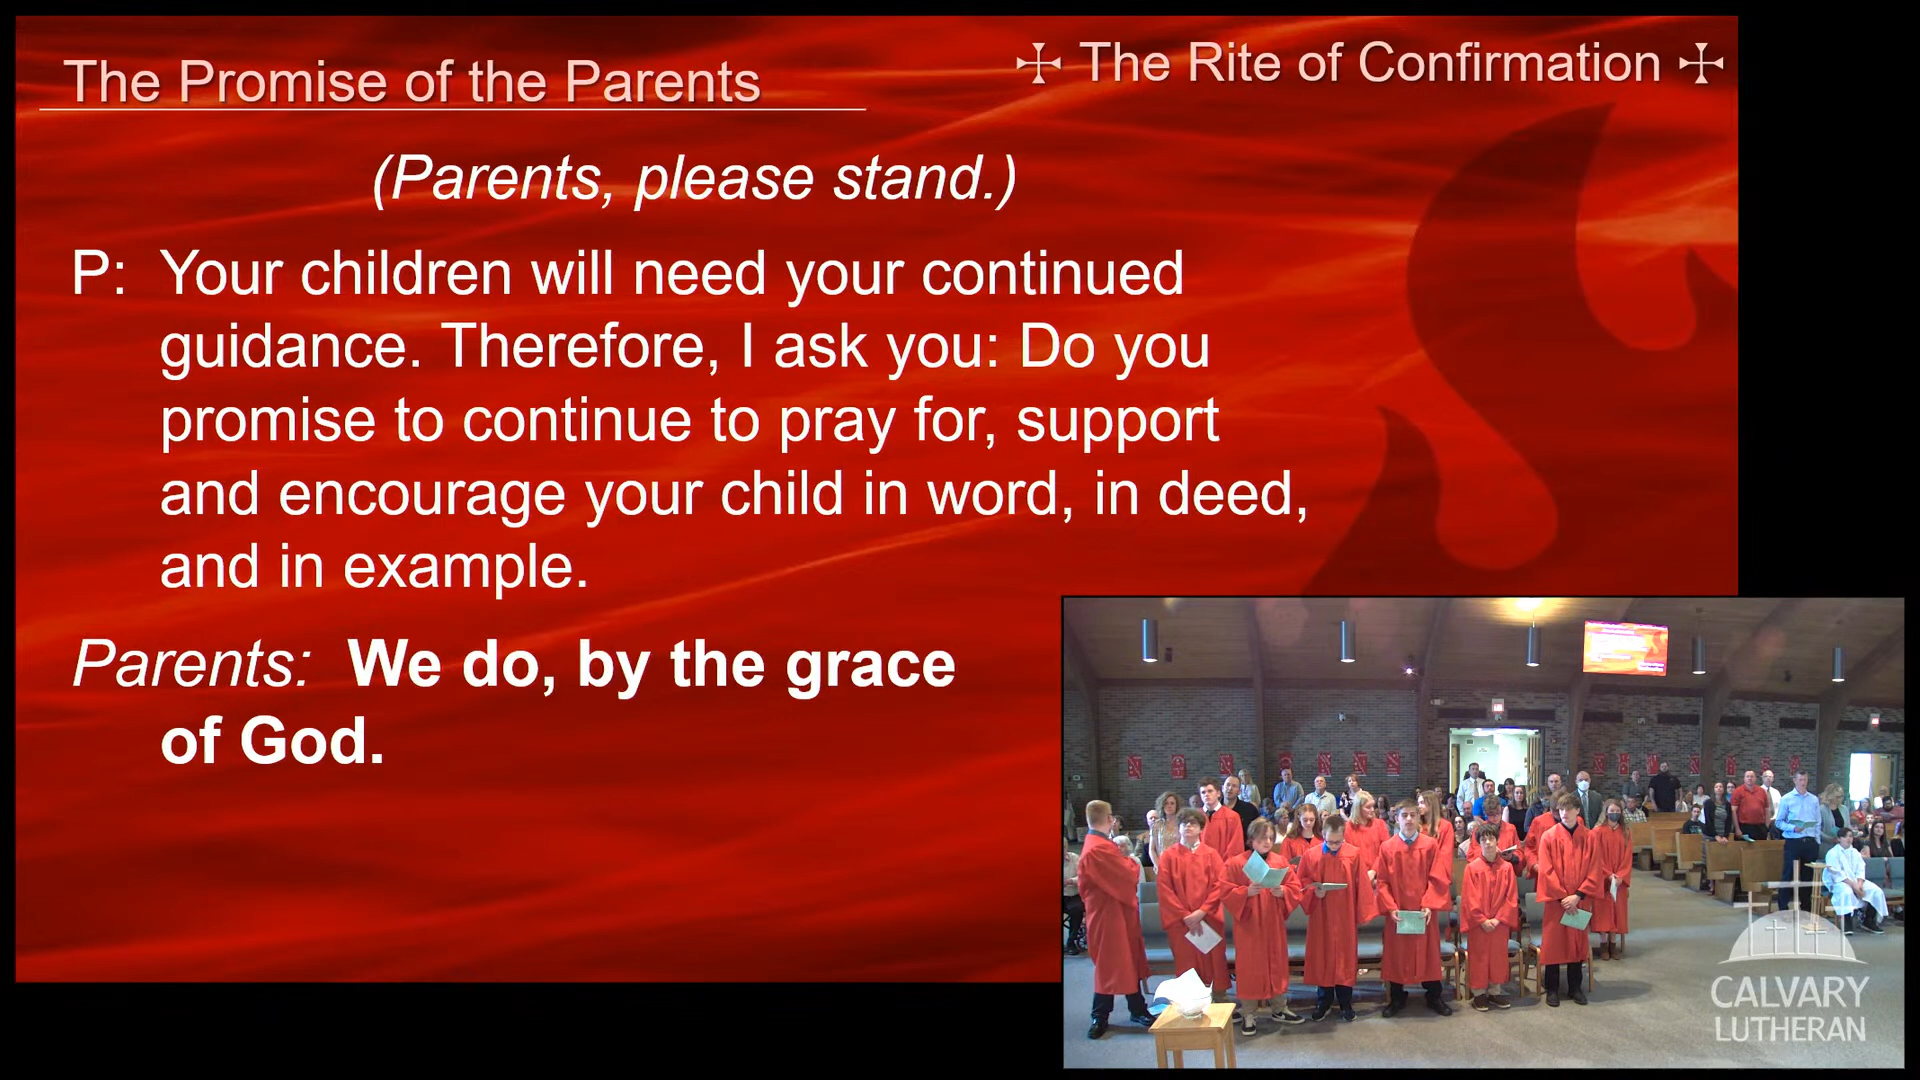 The Promise of the Parents
☩ The Rite of Confirmation ☩
(Parents, please stand.)
P: Your children will need your continued
guidance. Therefore, I ask you: Do you
promise to continue to pray for, support
and encourage your child in word, in deed,
and in example.
Parents: We do, by the grace
of God.
CALVARY
LUTHERAN